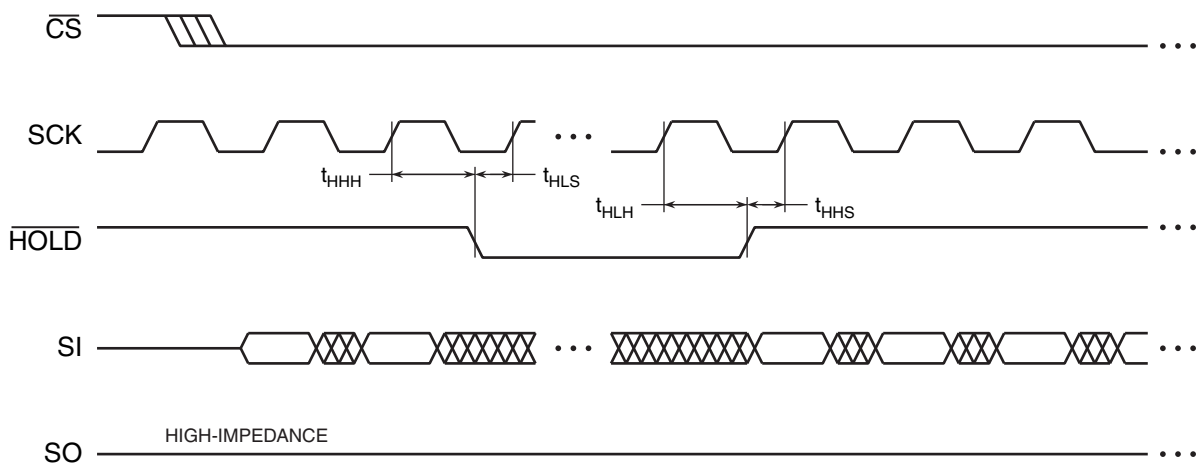 CS
SCK
tHHH
tHLS
tHLH
tHHS
HOLD
SI
HIGH-IMPEDANCE
SO